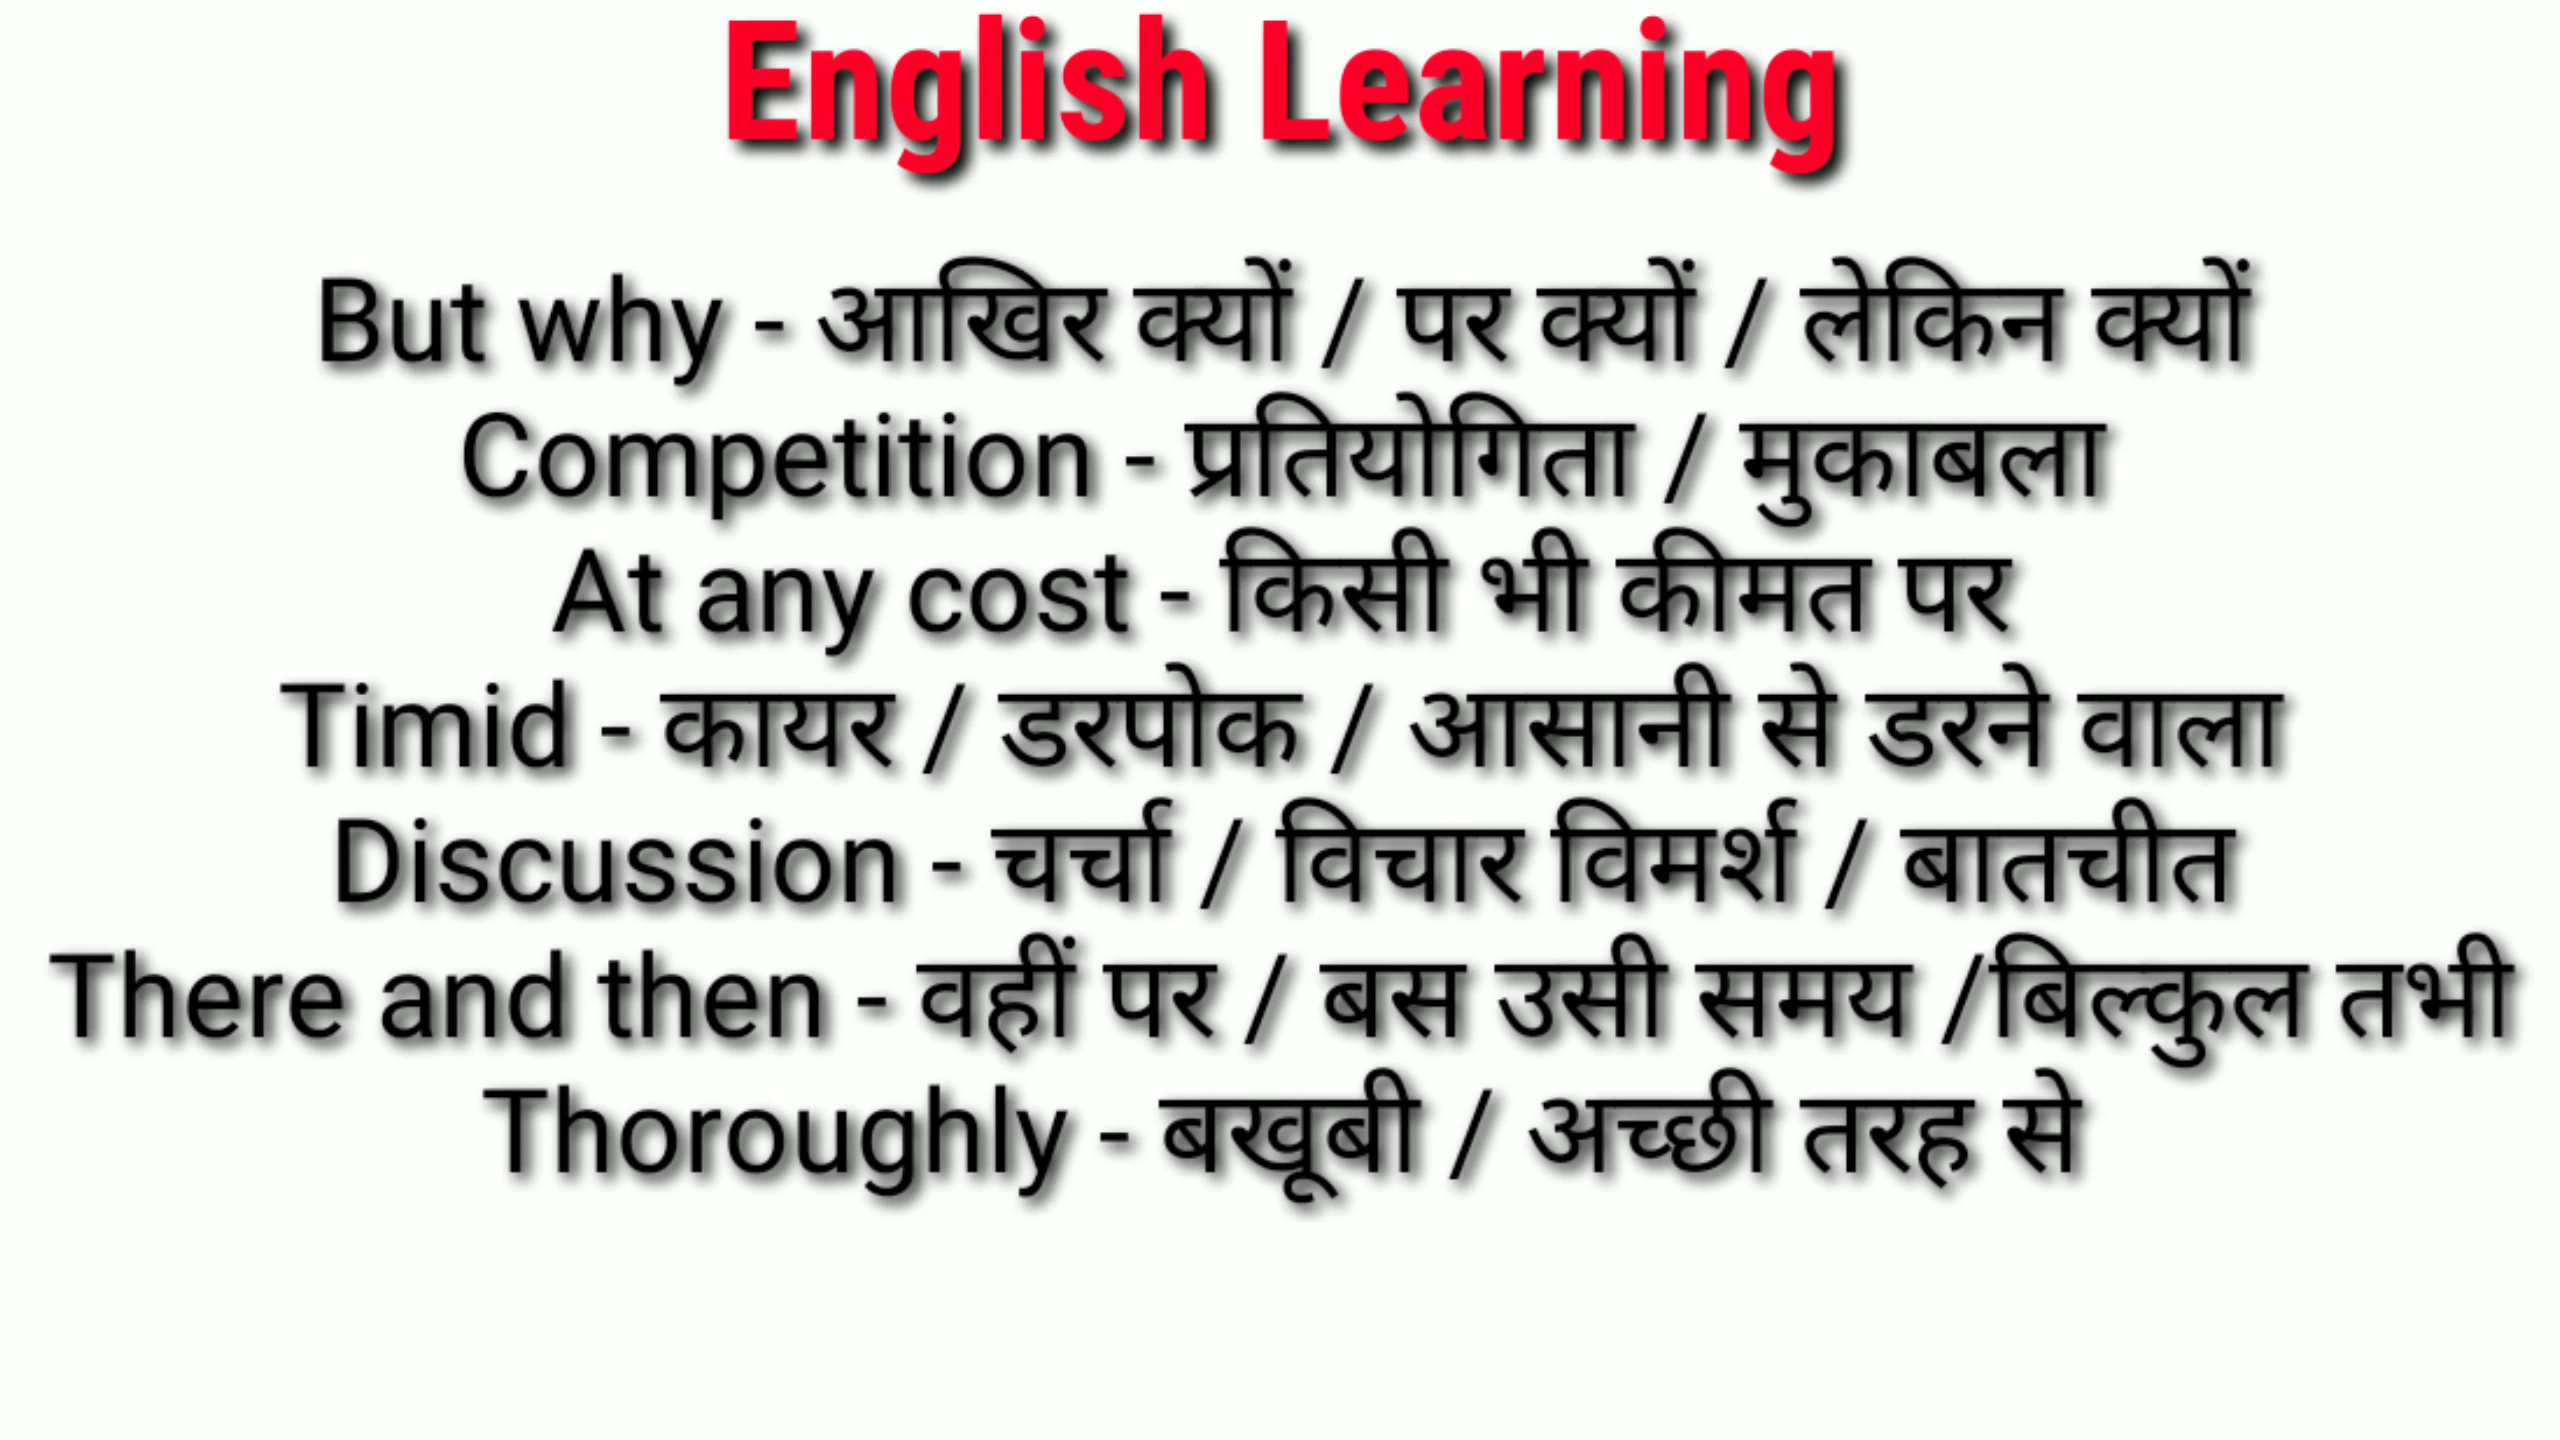 English Learning
But why - आखिर क्यों / पर क्यों / लेकिन क्यों
Competition - प्रतियोगिता / मुकाबला
At any cost - किसी भी कीमत पर
Timid - कायर / डरपोक / आसानी से डरने वाला
Discussion - चर्चा / विचार विमर्श / बातचीत
There and then - वहीं पर / बस उसी समय /बिल्कुल तभी
Thoroughly - बखूबी / अच्छी तरह से